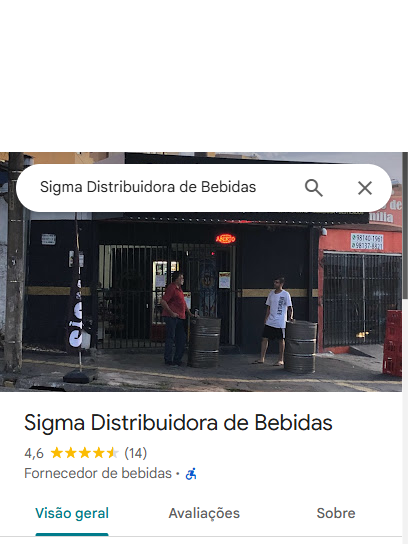 Sigma Distribuidora de Bebidas
ABERTO
98140-1961
98137-8821
Sigma Distribuidora de Bebidas
4,6 (14)
Fornecedor de bebidas ·
Visão geral
Avaliações
Sobre